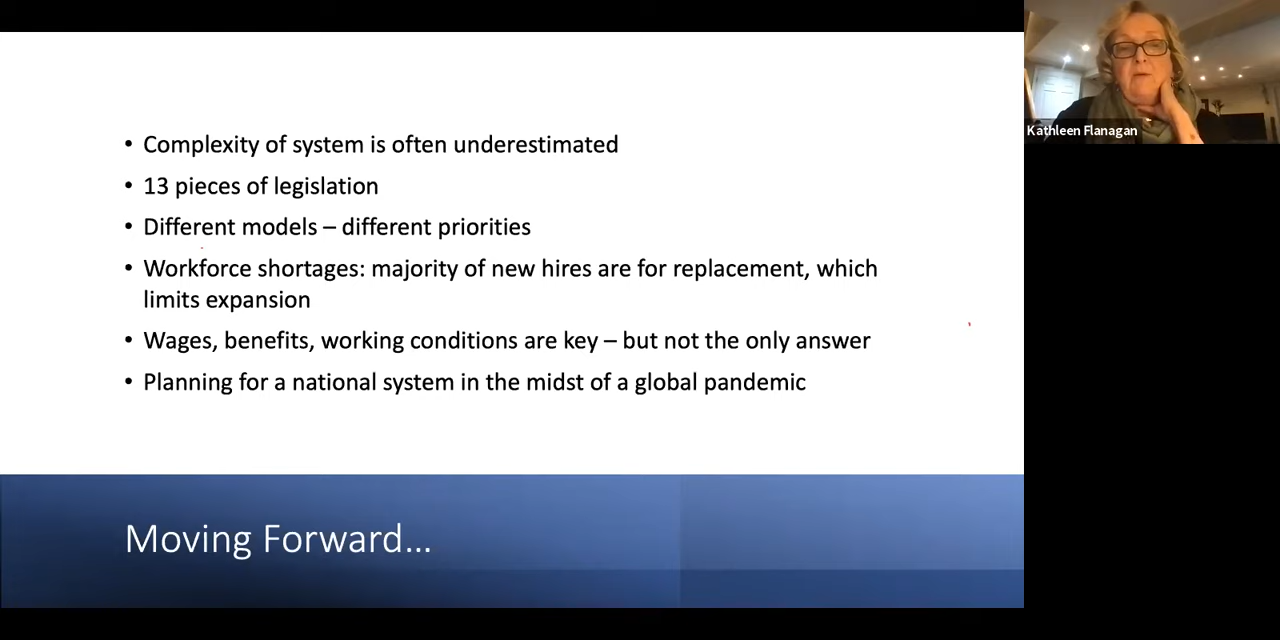 • Complexity of system is often underestimated
• 13 pieces of legislation
• Different models – different priorities
• Workforce shortages: majority of new hires are for replacement, which
limits expansion
• Wages, benefits, working conditions are key – but not the only answer
• Planning for a national system in the midst of a global pandemic
Moving Forward…
Kathleen Flanagan